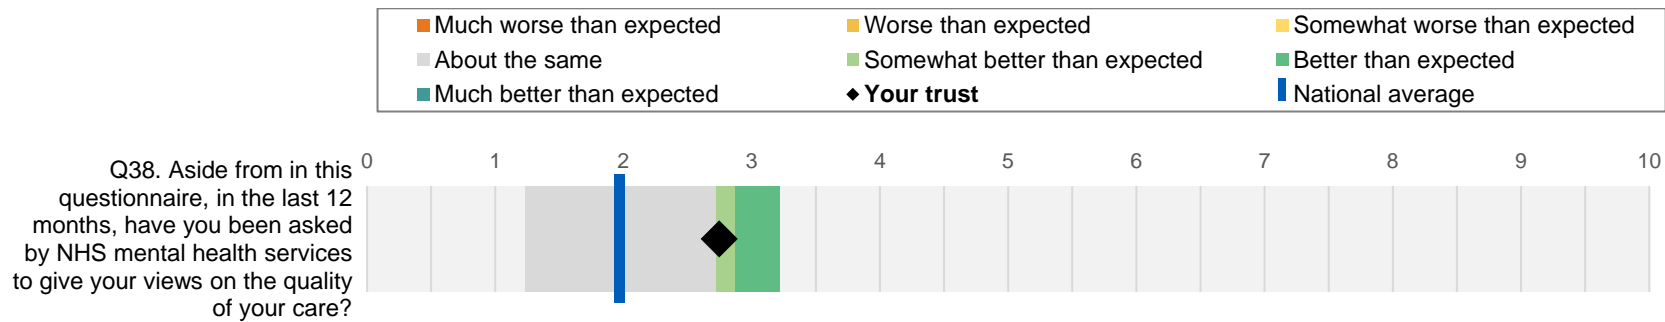 Much worse than expected Worse than expected Somewhat worse than expected
About the same Somewhat better than expected Better than expected
Much better than expected Your trust National average
0 1 2 3 4 5 6 7 8 9 10
Q38. Aside from in this
questionnaire, in the last 12
months, have you been asked
by NHS mental health services
to give your views on the quality
of your care?